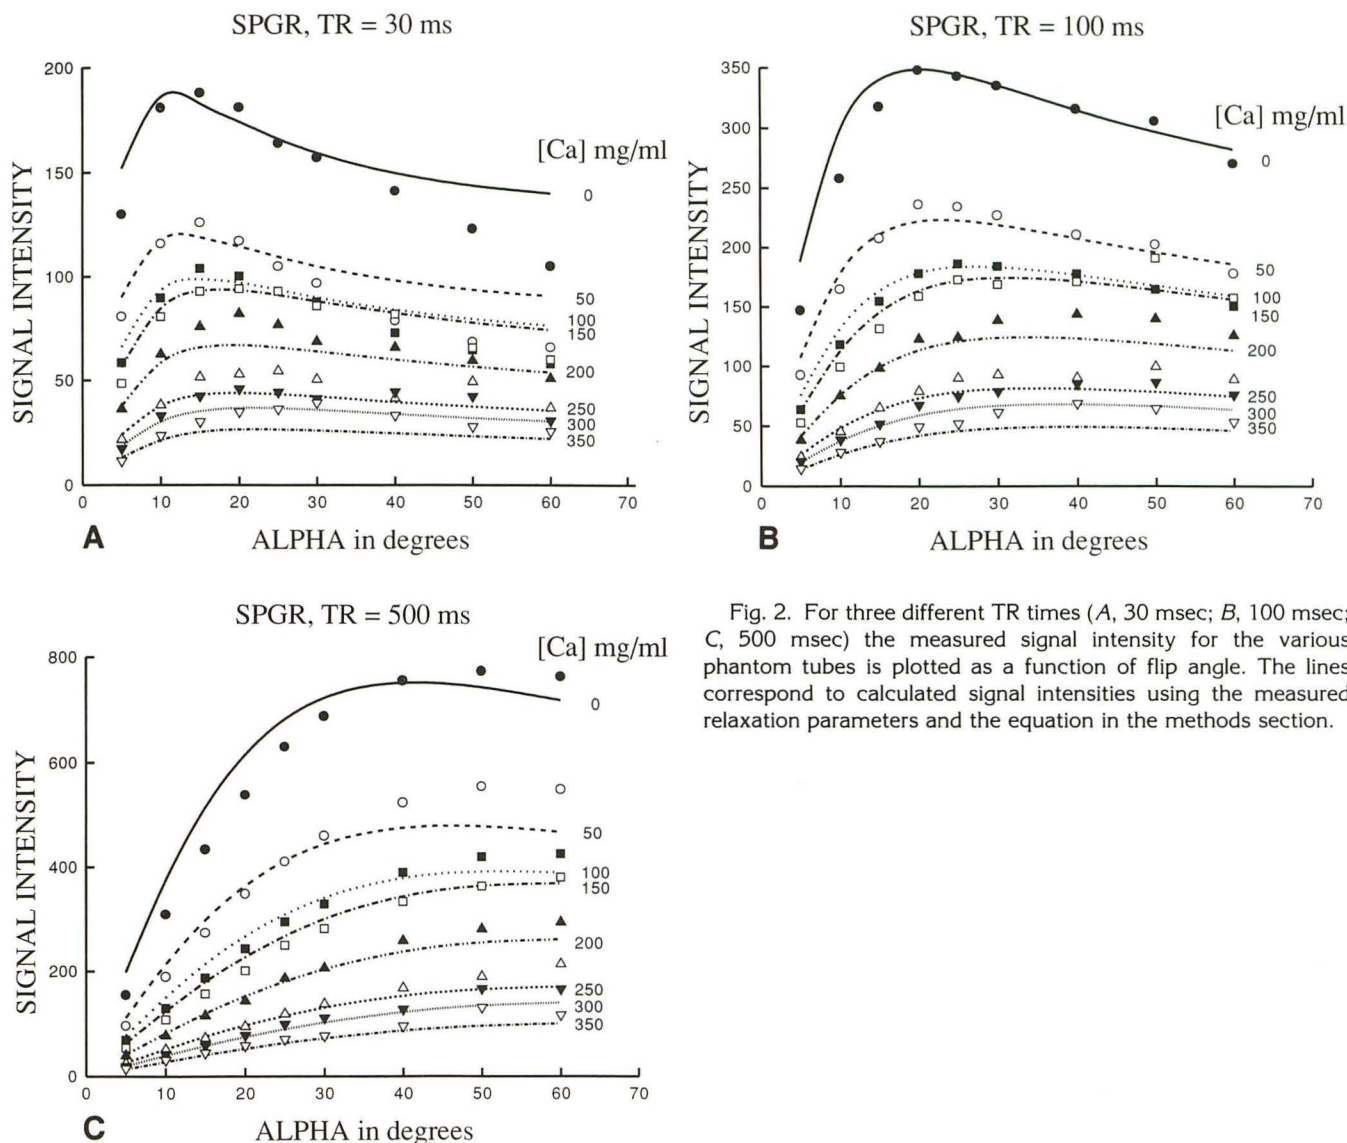 SPGR, TR = 30 ms
SIGNAL INTENSITY
200
150
100
50
0
0 10 20 30 40 50 60 70
[Ca] mg/ml
0
50
100
150
200
250
300
350
A
ALPHA in degrees
SPGR, TR = 100 ms
SIGNAL INTENSITY
350
300
250
200
150
100
50
0
0 10 20 30 40 50 60 70
[Ca] mg/ml
0
50
100
150
200
250
300
350
B
ALPHA in degrees
SPGR, TR = 500 ms
SIGNAL INTENSITY
800
600
400
200
0
0 10 20 30 40 50 60 70
[Ca] mg/ml
0
50
100
150
200
250
300
350
C
ALPHA in degrees
Fig. 2. For three different TR times (A, 30 msec; B, 100 msec;
C, 500 msec) the measured signal intensity for the various
phantom tubes is plotted as a function of flip angle. The lines
correspond to calculated signal intensities using the measured
relaxation parameters and the equation in the methods section.